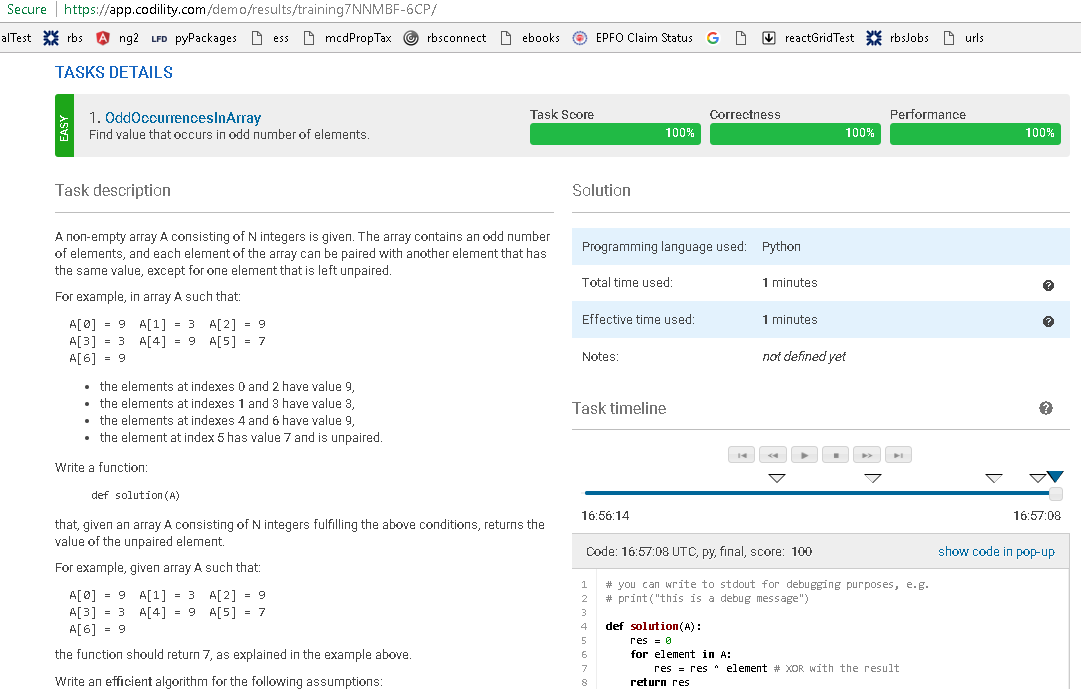 Secure | https://app.codility.com/demo/results/training7NNMBF-6CP/
alTest rbs ng2 LFD pyPackages ess mcdPropTax rbsconnect ebooks EPFO Claim Status reactGridTest rbsJobs urls
TASKS DETAILS
EASY
1. OddOccurrencesInArray
Find value that occurs in odd number of elements.
Task Score
100%
Correctness
100%
Performance
100%
Task description
A non-empty array A consisting of N integers is given. The array contains an odd number
of elements, and each element of the array can be paired with another element that has
the same value, except for one element that is left unpaired.
For example, in array A such that:
A[0] = 9 A[1] = 3 A[2] = 9
A[3] = 3 A[4] = 9 A[5] = 7
A[6] = 9
• the elements at indexes 0 and 2 have value 9,
• the elements at indexes 1 and 3 have value 3,
• the elements at indexes 4 and 6 have value 9,
• the element at index 5 has value 7 and is unpaired.
Write a function:
def solution(A)
that, given an array A consisting of N integers fulfilling the above conditions, returns the
value of the unpaired element.
For example, given array A such that:
A[0] = 9 A[1] = 3 A[2] = 9
A[3] = 3 A[4] = 9 A[5] = 7
A[6] = 9
the function should return 7, as explained in the example above.
Write an efficient algorithm for the following assumptions:
Solution
Programming language used: Python
Total time used: 1 minutes ?
Effective time used: 1 minutes ?
Notes: not defined yet
Task timeline ?
16:56:14 16:57:08
Code: 16:57:08 UTC, py, final, score: 100 show code in pop-up
1 # you can write to stdout for debugging purposes, e.g.
2 # print("this is a debug message")
3
4 def solution(A):
5 res = 0
6 for element in A:
7 res = res ^ element # XOR with the result
8 return res